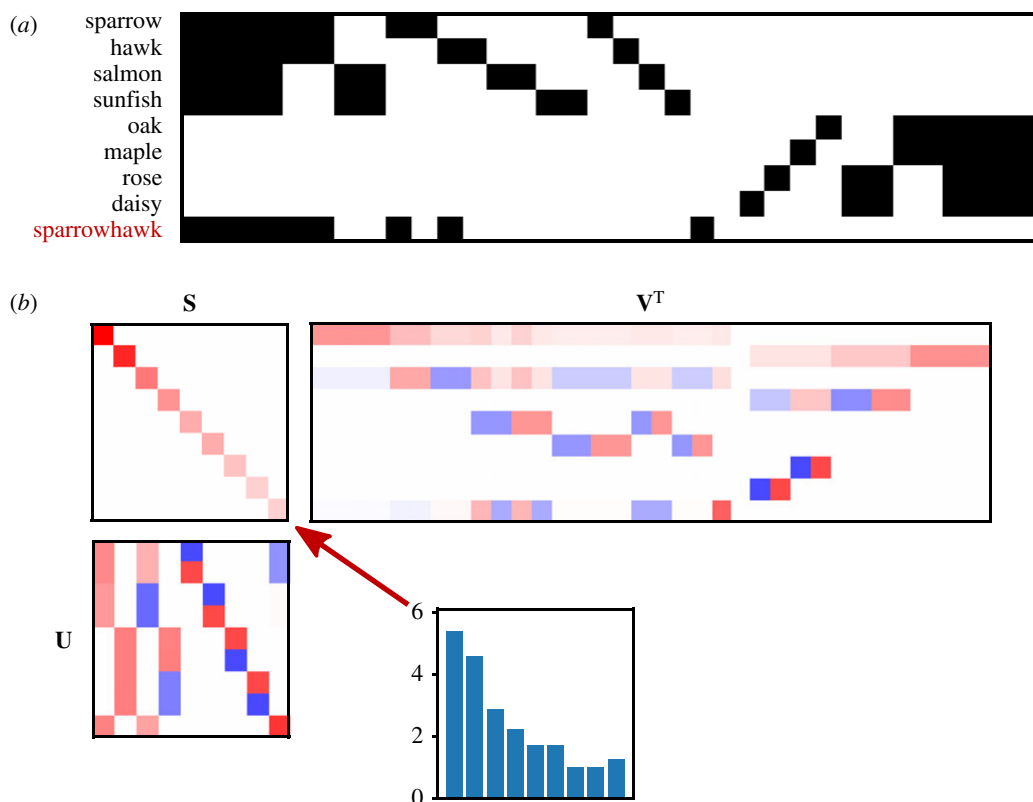 (a)
sparrow
hawk
salmon
sunfish
oak
maple
rose
daisy
sparrowhawk
(b)
S
V^T
U
6
4
2
0